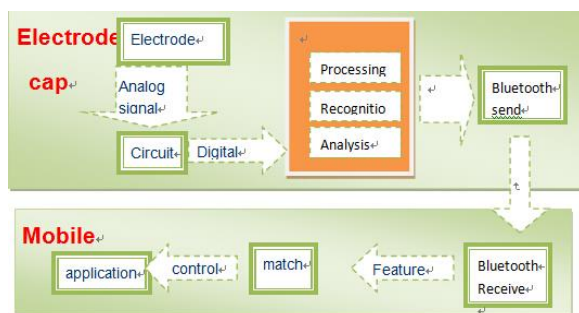 Electrode
cap
Electrode
Analog
signal
Circuit
Digital
Processing
Recognitio
Analysis
Bluetooth
send
Mobile
application
control
match
Feature
Bluetooth
Receive